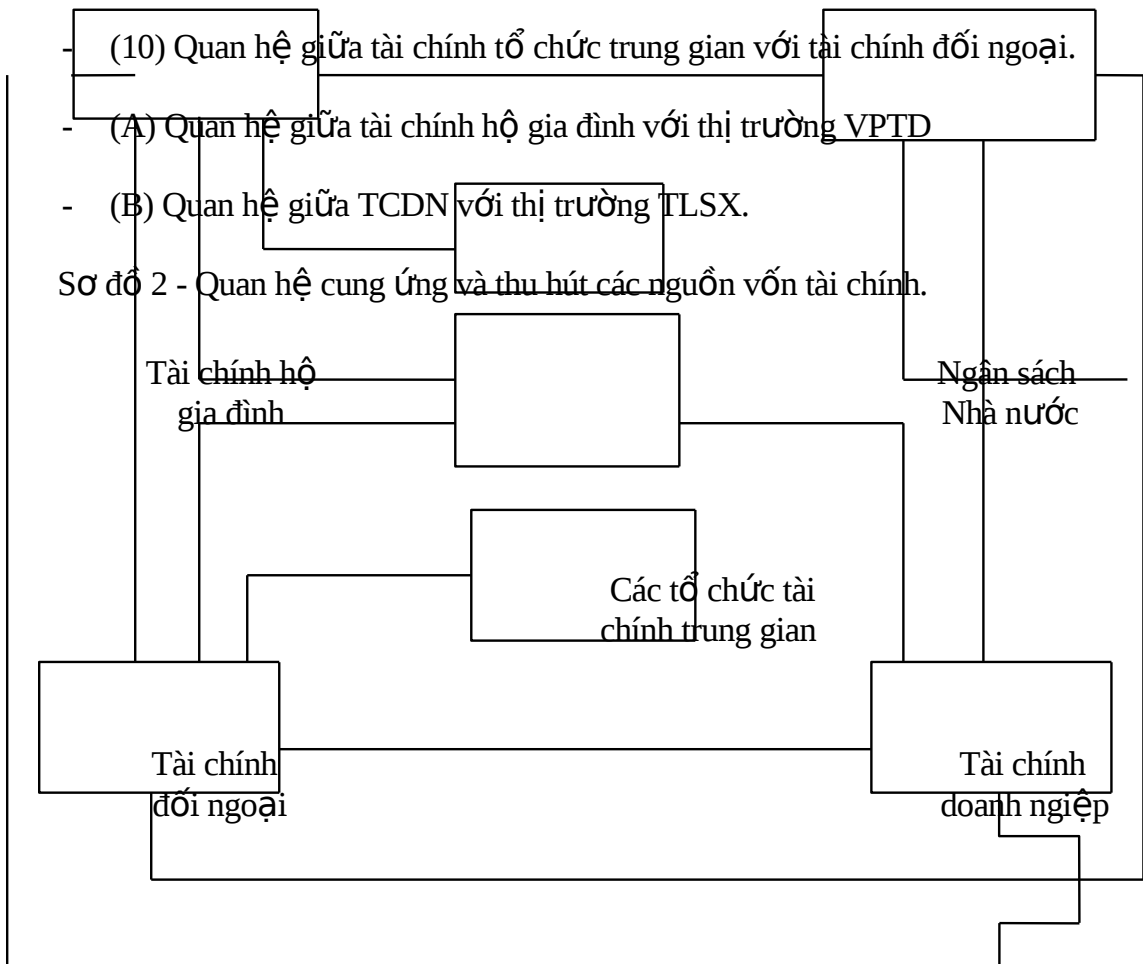 - (10) Quan hệ giữa tài chính tổ chức trung gian với tài chính đối ngoại.
- (A) Quan hệ giữa tài chính hộ gia đình với thị trường VPTD
- (B) Quan hệ giữa TCDN với thị trường TLSX.
Sơ đồ 2 - Quan hệ cung ứng và thu hút các nguồn vốn tài chính.
Tài chính hộ
gia đình
Ngân sách
Nhà nước
Các tổ chức tài
chính trung gian
Tài chính
đối ngoại
Tài chính
doanh ngiệp